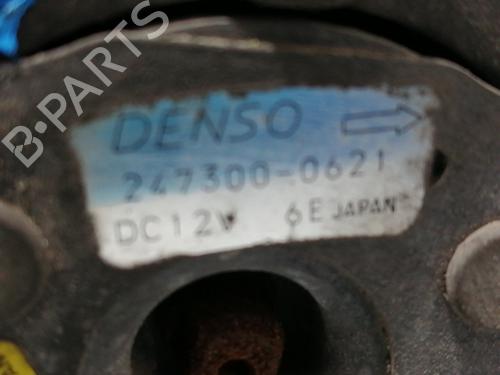 B-PARTS
DENSO
247300-0621
DC12V 6E JAPAN